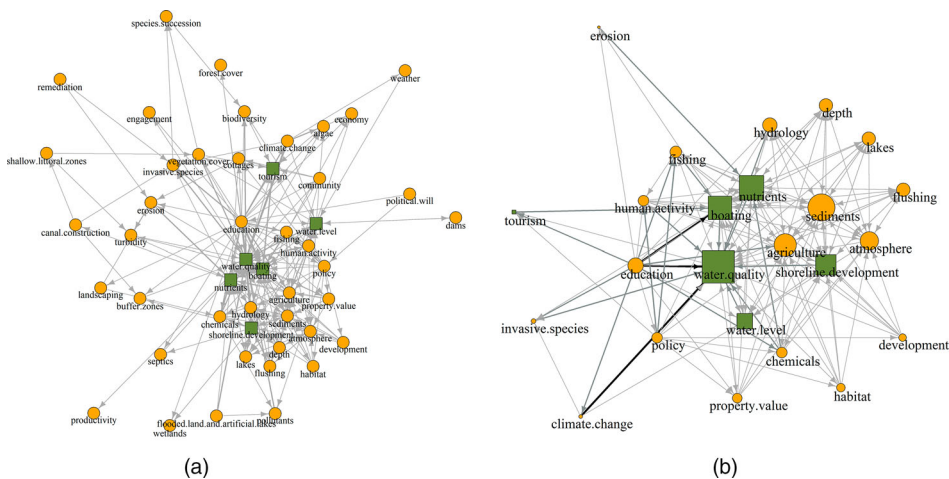 species.succession
forest.cover
weather
remediation
engagement
biodiversity
economy
algae
climate.change
shallow.littoral.zones
vegetation.cover
cottages
invasive.species
tourism
community
political.will
erosion
education
water.level
dams
canal.construction
turbidity
fishing
human.activity
water.quality
boating
policy
nutrients
landscaping
buffer.zones
agriculture
property.value
hydrology
chemicals
sediments
shoreline.development
atmosphere
development
septics
depth
lakes
flushing
habitat
productivity
flooded.land.and.artificial.lakes
pollutants
wetlands
(a)
erosion
depth
hydrology
lakes
fishing
nutrients
flushing
human.activity
boating
sediments
tourism
atmosphere
agriculture
education
water.quality
shoreline.development
invasive.species
water.level
policy
chemicals
development
habitat
property.value
climate.change
(b)